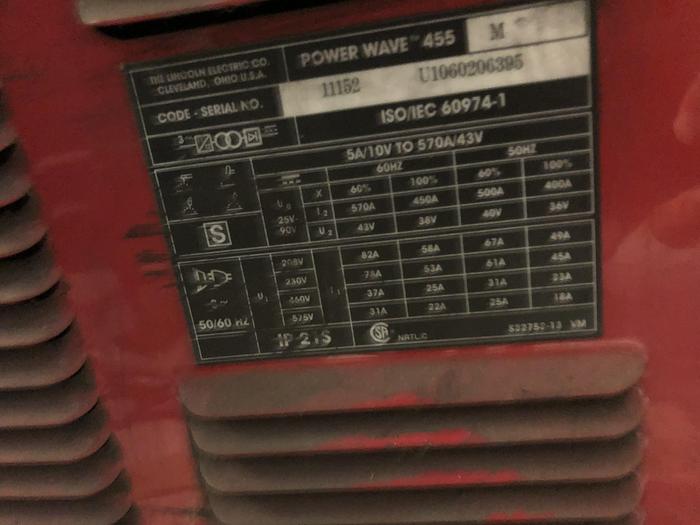 THE LINCOLN ELECTRIC CO.
CLEVELAND, OHIO U.S.A.
POWER WAVE™ 455 M
CODE - SERIAL NO. 11152 U1060206395
ISO/IEC 60974-1
3~
5A/10V TO 570A/43V
60HZ 50HZ
X 60% 100% 60% 100%
U0 I2 570A 450A 500A 400A
25V-90V U2 43V 38V 40V 36V
S
U1 I1
208V 82A 58A 67A 49A
230V 78A 53A 61A 45A
460V 37A 25A 31A 23A
575V 31A 22A 25A 18A
50/60 HZ
IP 21S
NRTL/C
S22752-13 VM